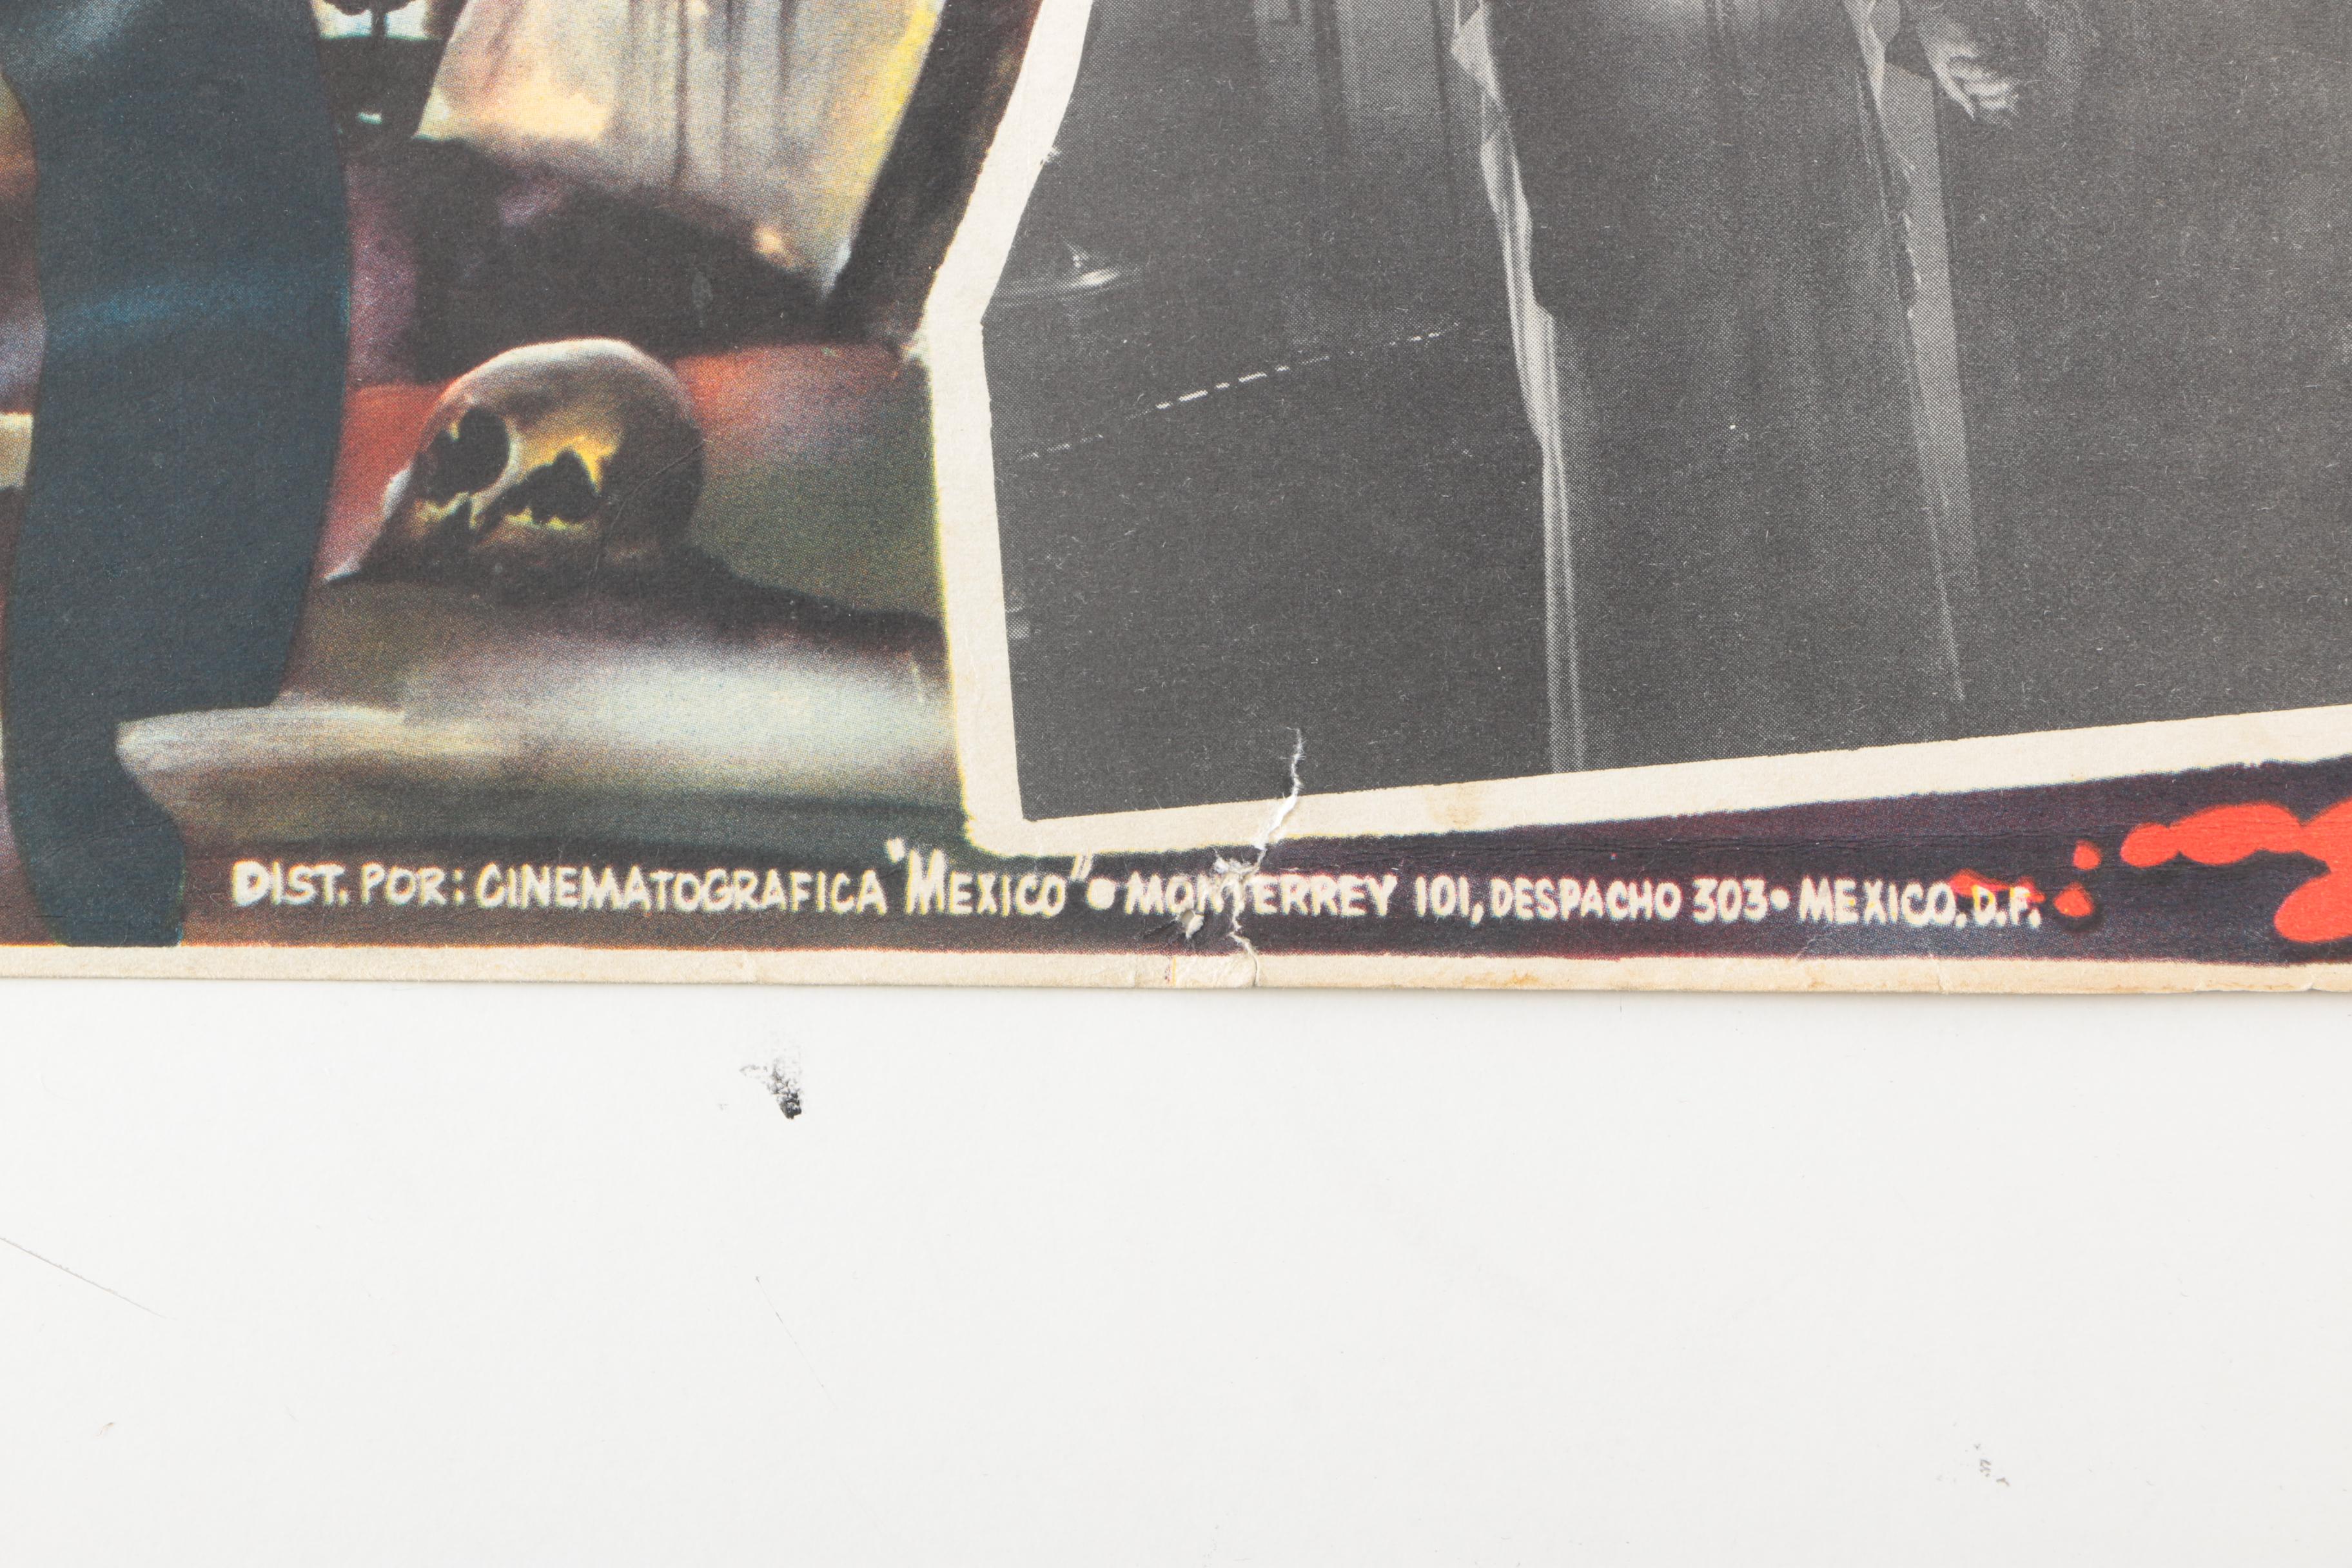 DIST. POR: CINEMATOGRAFICA "MEXICO" • MONTERREY 101, DESPACHO 303 • MEXICO, D.F.